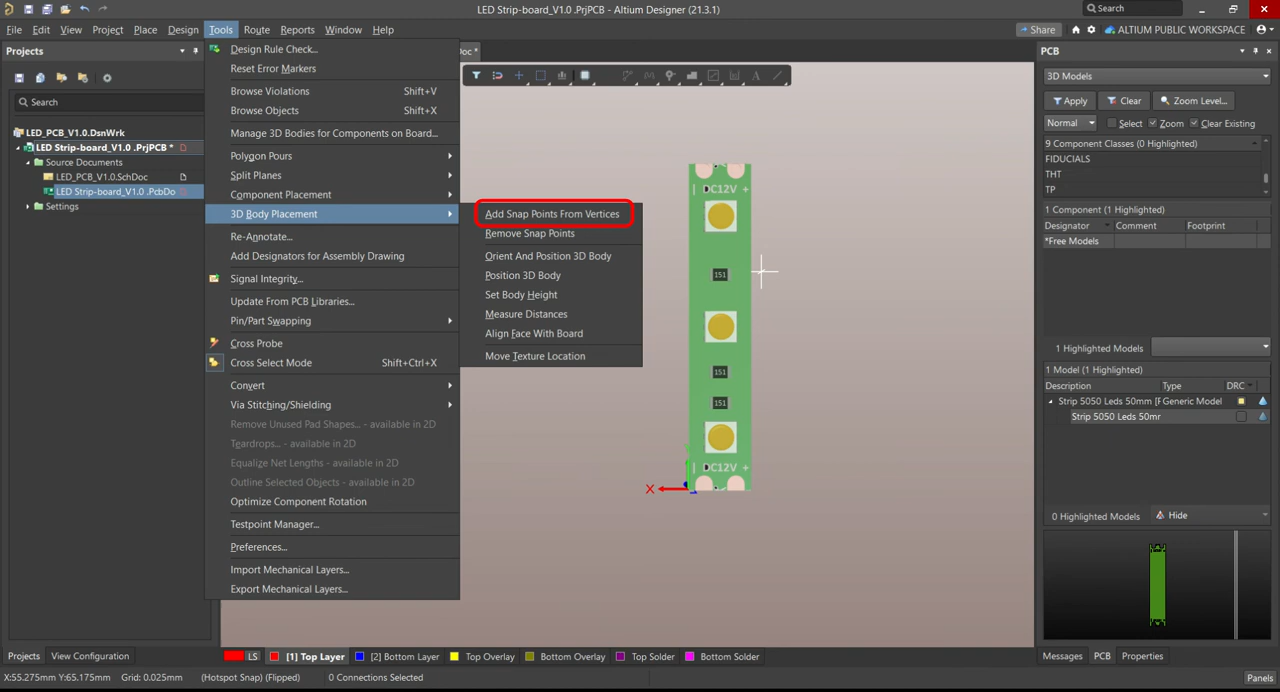 LED Strip-board_V1.0 .PrjPCB * - Altium Designer (21.3.1)
Search
File Edit View Project Place Design Tools Route Reports Window Help
Share
ALTIUM PUBLIC WORKSPACE
Projects
Search
LED_PCB_V1.0.DsnWrk
LED Strip-board_V1.0 .PrjPCB *
Source Documents
LED_PCB_V1.0.SchDoc
LED Strip-board_V1.0 .PcbDo
Settings
Design Rule Check...
Reset Error Markers
Browse Violations Shift+V
Browse Objects Shift+X
Manage 3D Bodies for Components on Board...
Polygon Pours
Split Planes
Component Placement
3D Body Placement
Re-Annotate...
Add Designators for Assembly Drawing
Signal Integrity...
Update From PCB Libraries...
Pin/Part Swapping
Cross Probe
Cross Select Mode Shift+Ctrl+X
Convert
Via Stitching/Shielding
Remove Unused Pad Shapes... - available in 2D
Teardrops... - available in 2D
Equalize Net Lengths - available in 2D
Outline Selected Objects - available in 2D
Optimize Component Rotation
Testpoint Manager...
Preferences...
Import Mechanical Layers...
Export Mechanical Layers...
Add Snap Points From Vertices
Remove Snap Points
Orient And Position 3D Body
Position 3D Body
Set Body Height
Measure Distances
Align Face With Board
Move Texture Location
oc *
| DC12V +
151
151
151
| DC12V +
X
PCB
3D Models
Apply Clear Zoom Level...
Normal Select Zoom Clear Existing
9 Component Classes (0 Highlighted)
FIDUCIALS
THT
TP
1 Component (1 Highlighted)
Designator Comment Footprint
*Free Models
1 Highlighted Models
1 Model (1 Highlighted)
Description Type DRC
Strip 5050 Leds 50mm [F Generic Model
Strip 5050 Leds 50mr
0 Highlighted Models Hide
Projects View Configuration
LS [1] Top Layer [2] Bottom Layer Top Overlay Bottom Overlay Top Solder Bottom Solder
Messages PCB Properties
X:55.275mm Y:65.175mm Grid: 0.025mm (Hotspot Snap) (Flipped) 0 Connections Selected
Panels